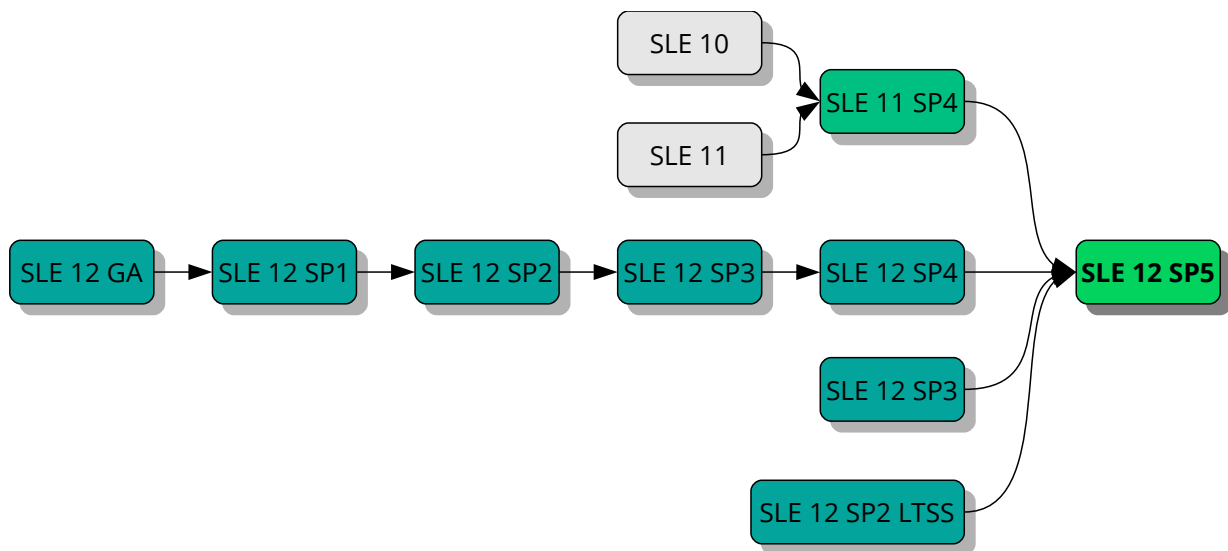 SLE 10
SLE 11 SP4
SLE 11
SLE 12 GA
SLE 12 SP1
SLE 12 SP2
SLE 12 SP3
SLE 12 SP4
SLE 12 SP5
SLE 12 SP3
SLE 12 SP2 LTSS